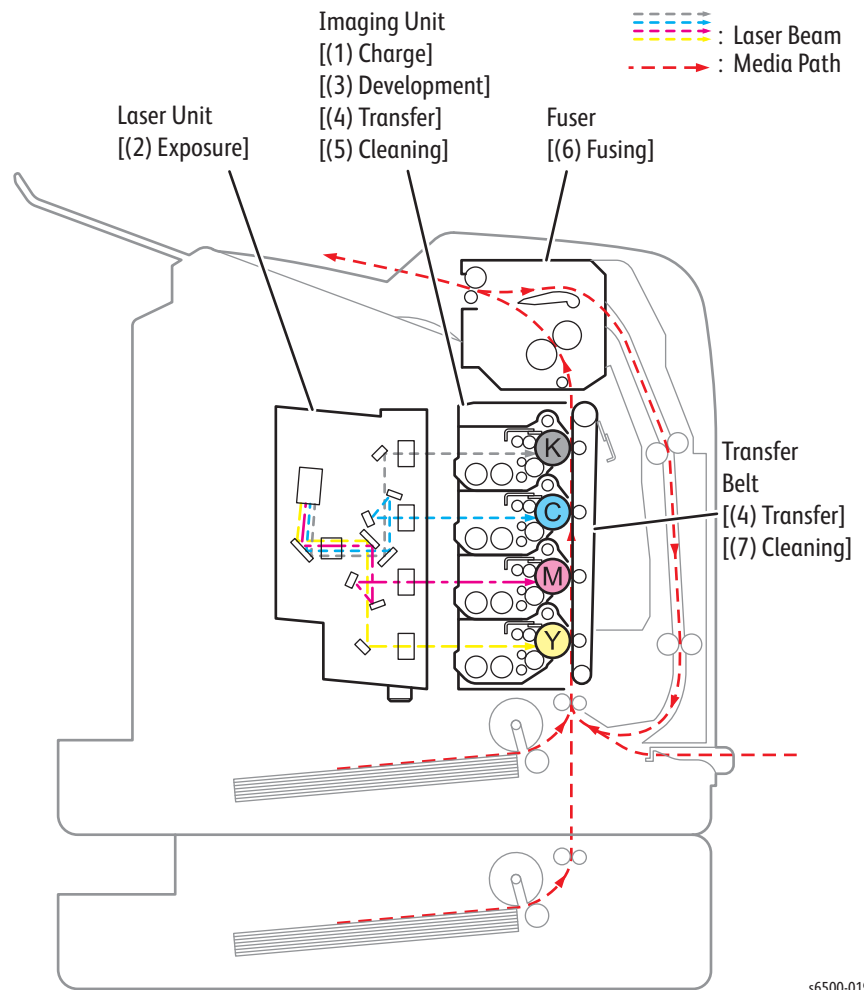 Imaging Unit
[(1) Charge]
[(3) Development]
[(4) Transfer]
[(5) Cleaning]
: Laser Beam
: Media Path
Laser Unit
[(2) Exposure]
Fuser
[(6) Fusing]
K
C
M
Y
Transfer
Belt
[(4) Transfer]
[(7) Cleaning]